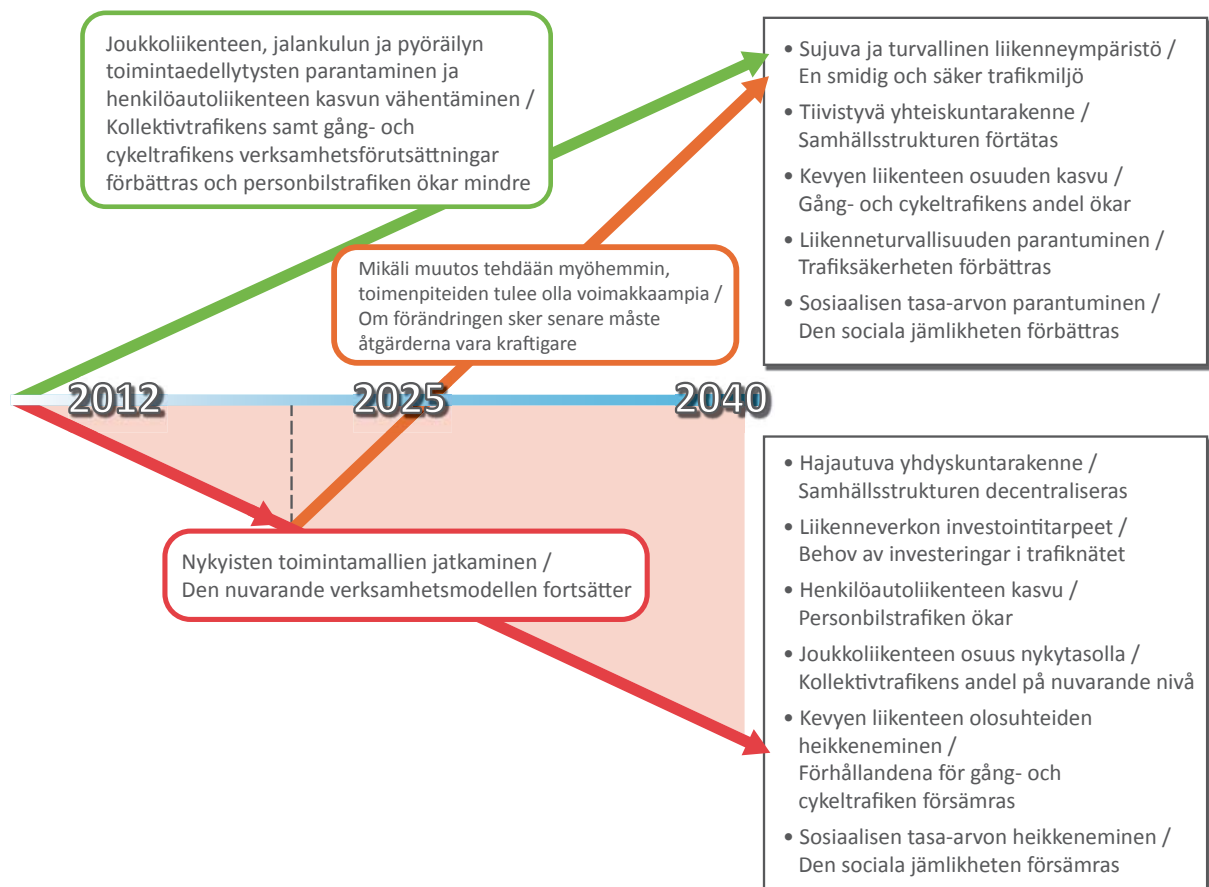 Joukkoliikenteen, jalankulun ja pyöräilyn
toimintaedellytysten parantaminen ja
henkilöautoliikenteen kasvun vähentäminen /
Kollektivtrafikens samt gång- och
cykeltrafikens verksamhetsförutsättningar
förbättras och personbilstrafiken ökar mindre
• Sujuva ja turvallinen liikenneympäristö /
En smidig och säker trafikmiljö
• Tiivistyvä yhteiskuntarakenne /
Samhällsstrukturen förtätas
• Kevyen liikenteen osuuden kasvu /
Gång- och cykeltrafikens andel ökar
• Liikenneturvallisuuden parantuminen /
Trafiksäkerheten förbättras
• Sosiaalisen tasa-arvon parantuminen /
Den sociala jämlikheten förbättras
Mikäli muutos tehdään myöhemmin,
toimenpiteiden tulee olla voimakkaampia /
Om förändringen sker senare måste
åtgärderna vara kraftigare
2012 2025 2040
Nykyisten toimintamallien jatkaminen /
Den nuvarande verksamhetsmodellen fortsätter
• Hajautuva yhdyskuntarakenne /
Samhällsstrukturen decentraliseras
• Liikenneverkon investointitarpeet /
Behov av investeringar i trafiknätet
• Henkilöautoliikenteen kasvu /
Personbilstrafiken ökar
• Joukkoliikenteen osuus nykytasolla /
Kollektivtrafikens andel på nuvarande nivå
• Kevyen liikenteen olosuhteiden
heikkeneminen /
Förhållandena för gång- och
cykeltrafiken försämras
• Sosiaalisen tasa-arvon heikkeneminen /
Den sociala jämlikheten försämras